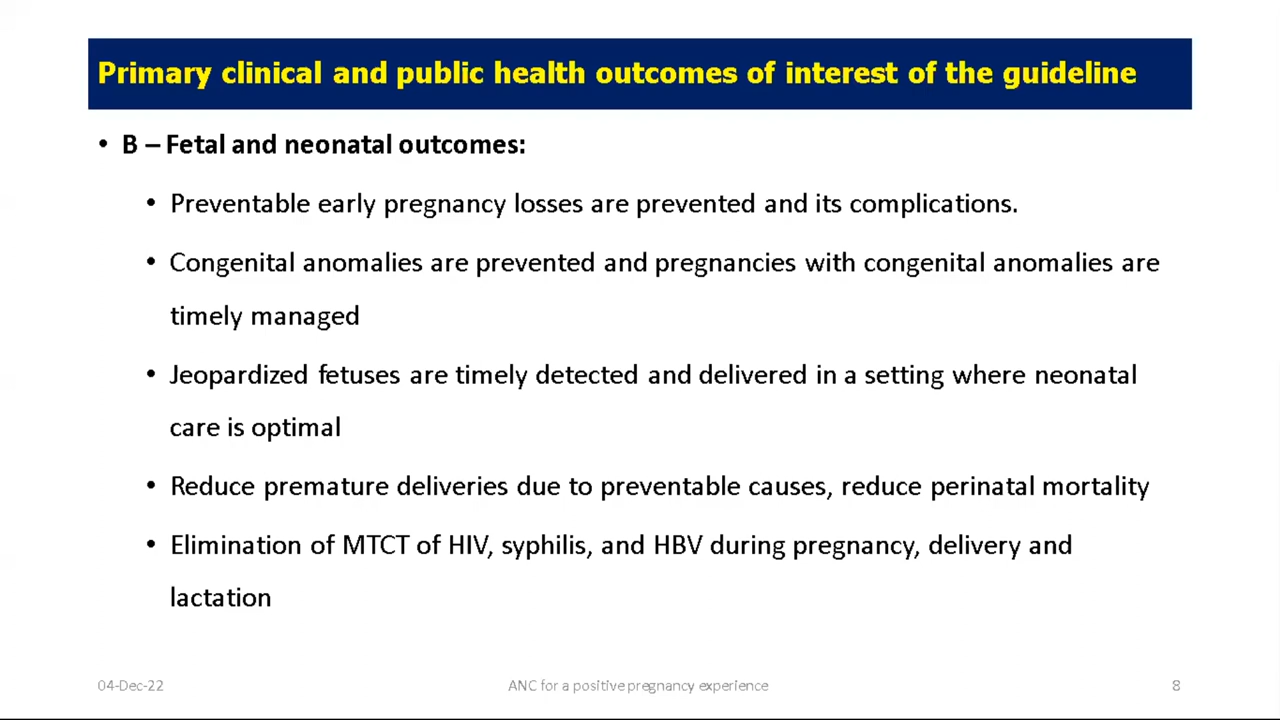 Primary clinical and public health outcomes of interest of the guideline
• B – Fetal and neonatal outcomes:
• Preventable early pregnancy losses are prevented and its complications.
• Congenital anomalies are prevented and pregnancies with congenital anomalies are
timely managed
• Jeopardized fetuses are timely detected and delivered in a setting where neonatal
care is optimal
• Reduce premature deliveries due to preventable causes, reduce perinatal mortality
• Elimination of MTCT of HIV, syphilis, and HBV during pregnancy, delivery and
lactation
04-Dec-22
ANC for a positive pregnancy experience
8